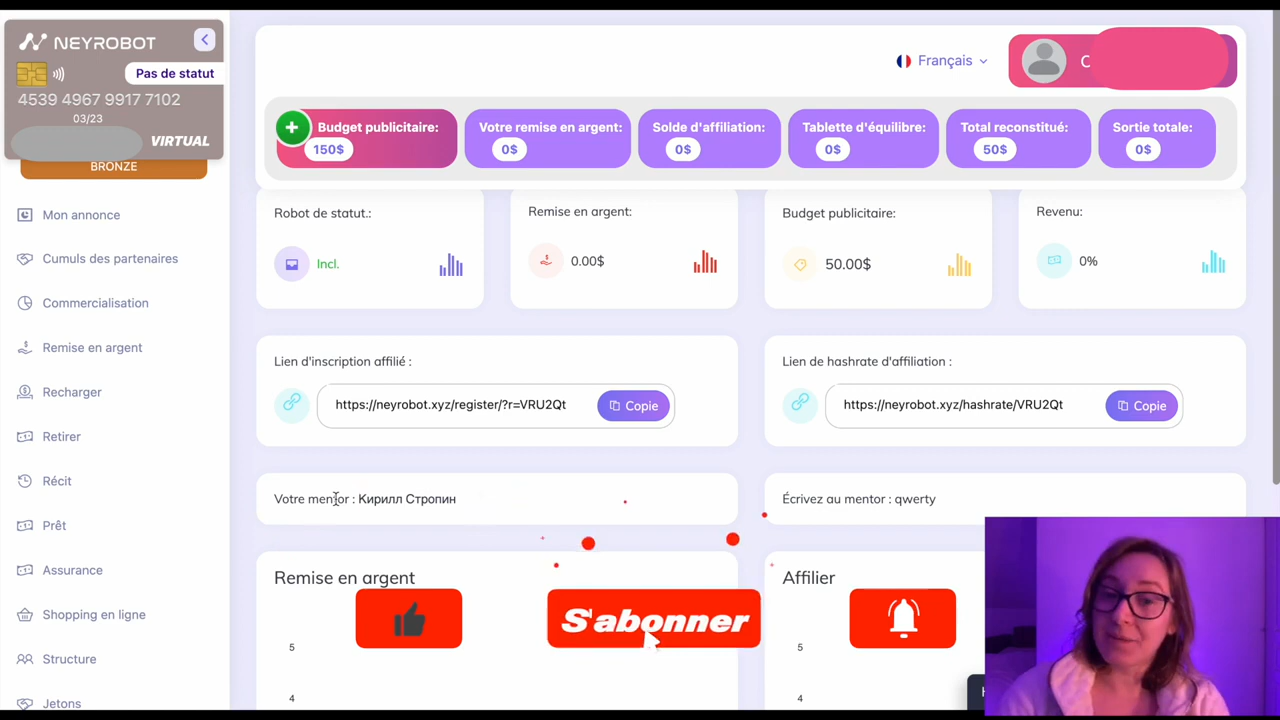 NEYROBOT
Pas de statut
4539 4967 9917 7102
03/23
VIRTUAL
BRONZE
Mon annonce
Cumuls des partenaires
Commercialisation
Remise en argent
Recharger
Retirer
Récit
Prêt
Assurance
Shopping en ligne
Structure
Jetons
Français
C
Budget publicitaire:
150$
Votre remise en argent:
0$
Solde d'affiliation:
0$
Tablette d'équilibre:
0$
Total reconstitué:
50$
Sortie totale:
0$
Robot de statut.:
Incl.
Remise en argent:
0.00$
Budget publicitaire:
50.00$
Revenu:
0%
Lien d'inscription affilié :
https://neyrobot.xyz/register/?r=VRU2Qt
Copie
Lien de hashrate d'affiliation :
https://neyrobot.xyz/hashrate/VRU2Qt
Copie
Votre mentor : Кирилл Стропин
Écrivez au mentor : qwerty
Remise en argent
5
4
Affilier
5
4
S'abonner